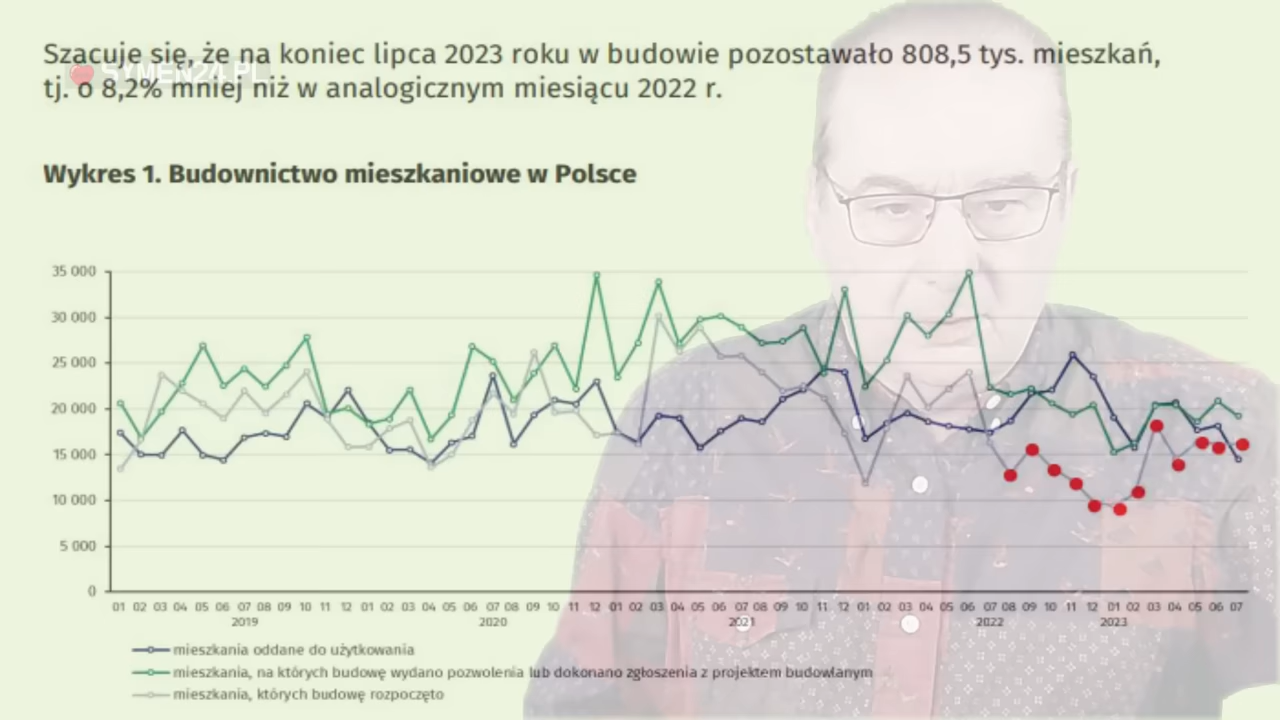 Szacuje się, że na koniec lipca 2023 roku w budowie pozostawało 808,5 tys. mieszkań,
SYMEN24.PL
tj. o 8,2% mniej niż w analogicznym miesiącu 2022 r.
Wykres 1. Budownictwo mieszkaniowe w Polsce
35 000
30 000
25 000
20 000
15 000
10 000
5 000
0
01 02 03 04 05 06 07 08 09 10 11 12 01 02 03 04 05 06 07 08 09 10 11 12 01 02 03 04 05 06 07 08 09 10 11 12 01 02 03 04 05 06 07 08 09 10 11 12 01 02 03 04 05 06 07
2019 2020 2021 2022 2023
mieszkania oddane do użytkowania
mieszkania, na których budowę wydano pozwolenia lub dokonano zgłoszenia z projektem budowlanym
mieszkania, których budowę rozpoczęto